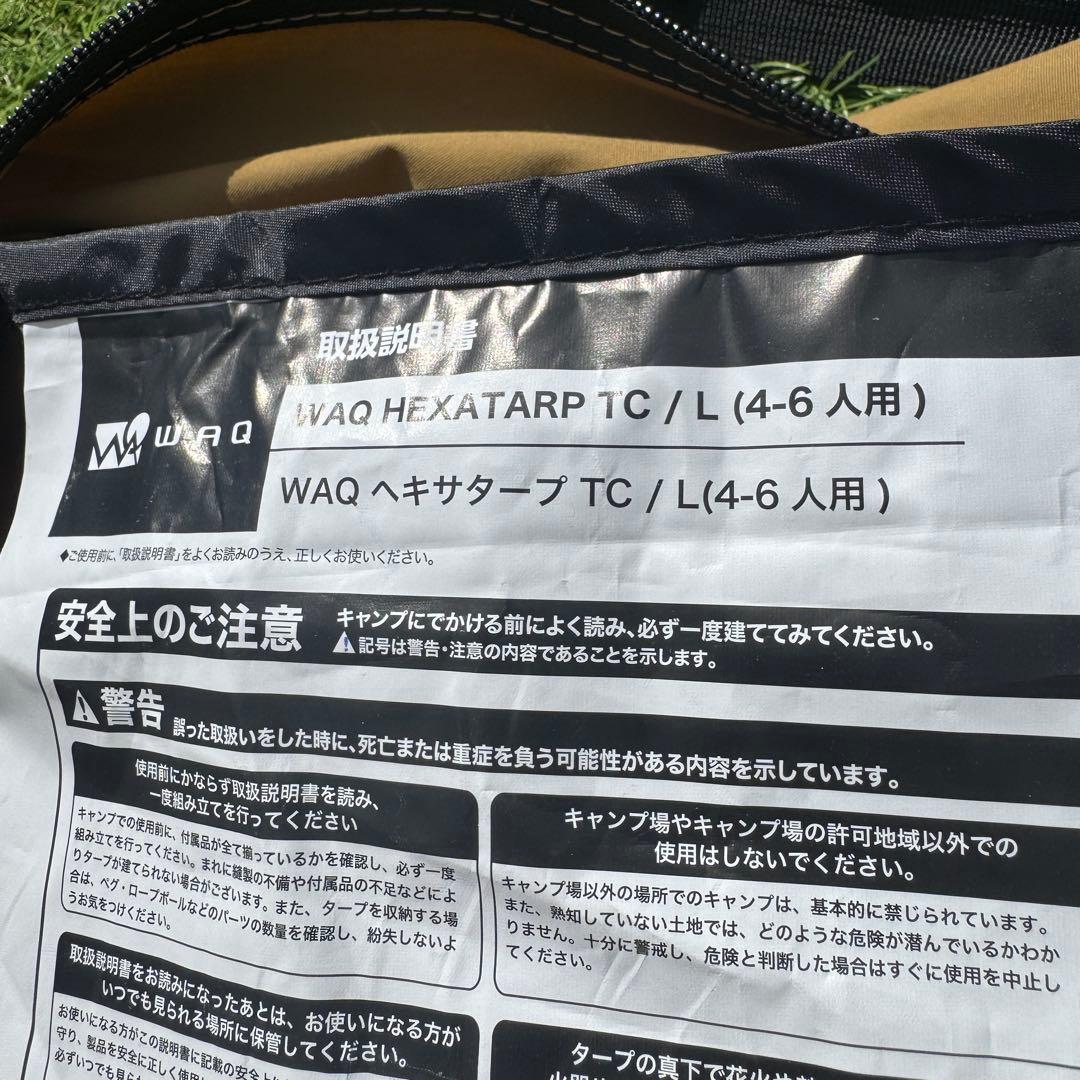 取扱説明書
WAQ
WAQ HEXATARP TC / L (4-6 人用 )
WAQ ヘキサタープ TC / L(4-6 人用 )
◆ご使用前に、「取扱説明書」をよくお読みのうえ、正しくお使いください。
安全上のご注意
キャンプにでかける前によく読み、必ず一度建ててみてください。
記号は警告・注意の内容であることを示します。
警告
誤った取扱いをした時に、死亡または重症を負う可能性がある内容を示しています。
使用前にかならず取扱説明書を読み、
一度組み立てを行ってください
キャンプでの使用前に、付属品が全て揃っているかを確認し、必ず一度
組み立てを行ってください。まれに縫製の不備や付属品の不足などによ
りタープが建てられない場合がございます。また、タープを収納する場
合は、ペグ・ロープポールなどのパーツの数量を確認し、紛失しないよ
うお気をつけください。
キャンプ場やキャンプ場の許可地域以外での
使用はしないでください。
キャンプ場以外の場所でのキャンプは、基本的に禁じられています。
また、熟知していない土地では、どのような危険が潜んでいるかわか
りません。十分に警戒し、危険と判断した場合はすぐに使用を中止し
てください。
取扱説明書をお読みになったあとは、お使いになる方が
いつでも見られる場所に保管してください。
お使いになる方がこの説明書に記載の安全上に
守り、製品を安全に正しく使用
必ずいつでも見ら
タープの真下で花火や